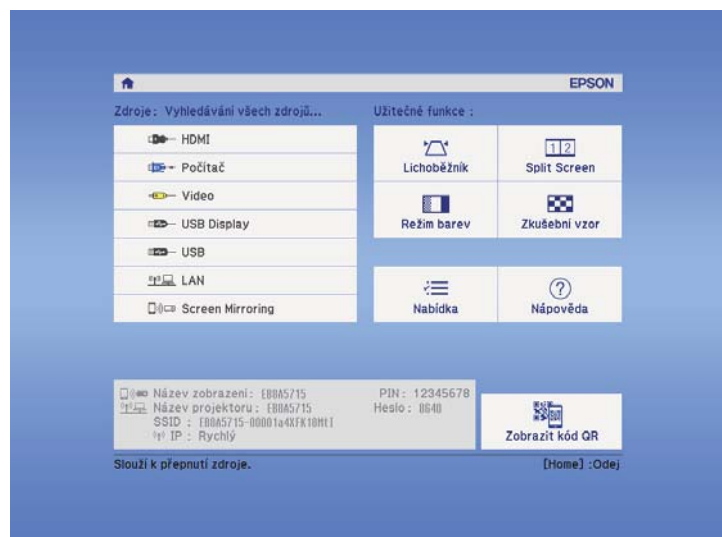 EPSON
Zdroje: Vyhledávání všech zdrojů...
HDMI
Počítač
Video
USB Display
USB
LAN
Screen Mirroring
Užitečné funkce :
Lichoběžník
Split Screen
Režim barev
Zkušební vzor
1 2
Nabídka
Nápověda
Název zobrazení: EB8A5715
Název projektoru: EB8A5715
SSID :
IP : Rychlý
PIN: 12345678
Heslo: 8640
Zobrazit kód QR
Slouží k přepnutí zdroje.
[Home] :Odej